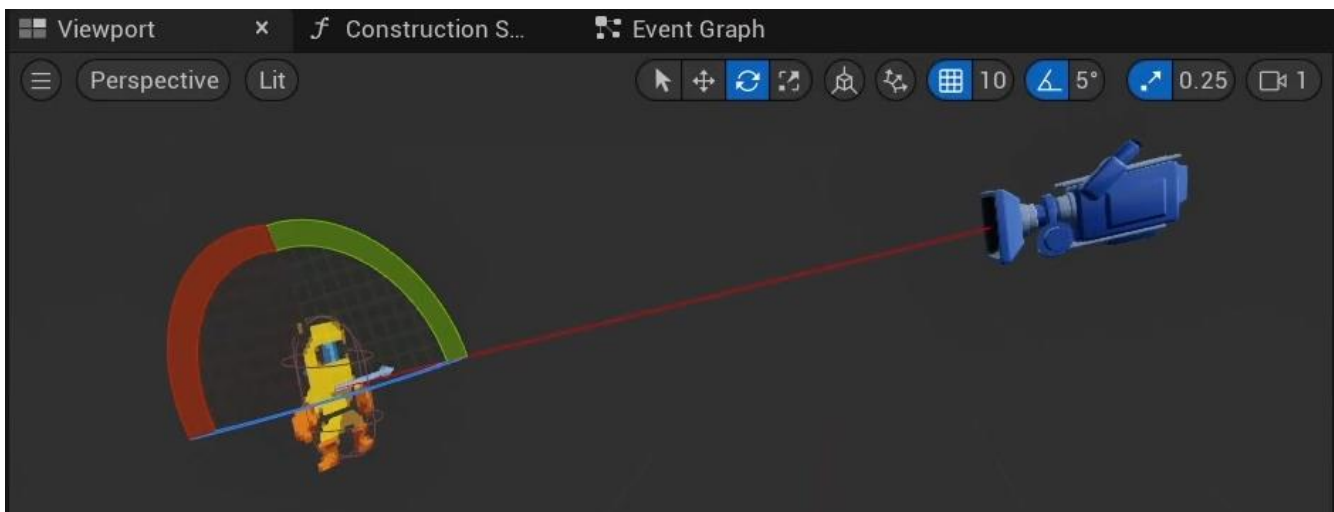 Viewport × ƒ Construction S... Event Graph
Perspective Lit 10 5° 0.25 1